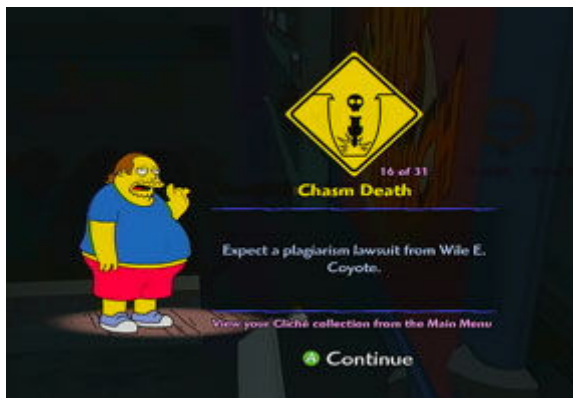 16 of 31
Chasm Death
Expect a plagiarism lawsuit from Wile E.
Coyote.
View your Cliché collection from the Main Menu
A Continue